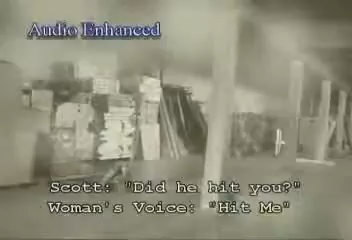 Audio Enhanced
Scott: "Did he hit you?"
Woman's Voice: "Hit Me"